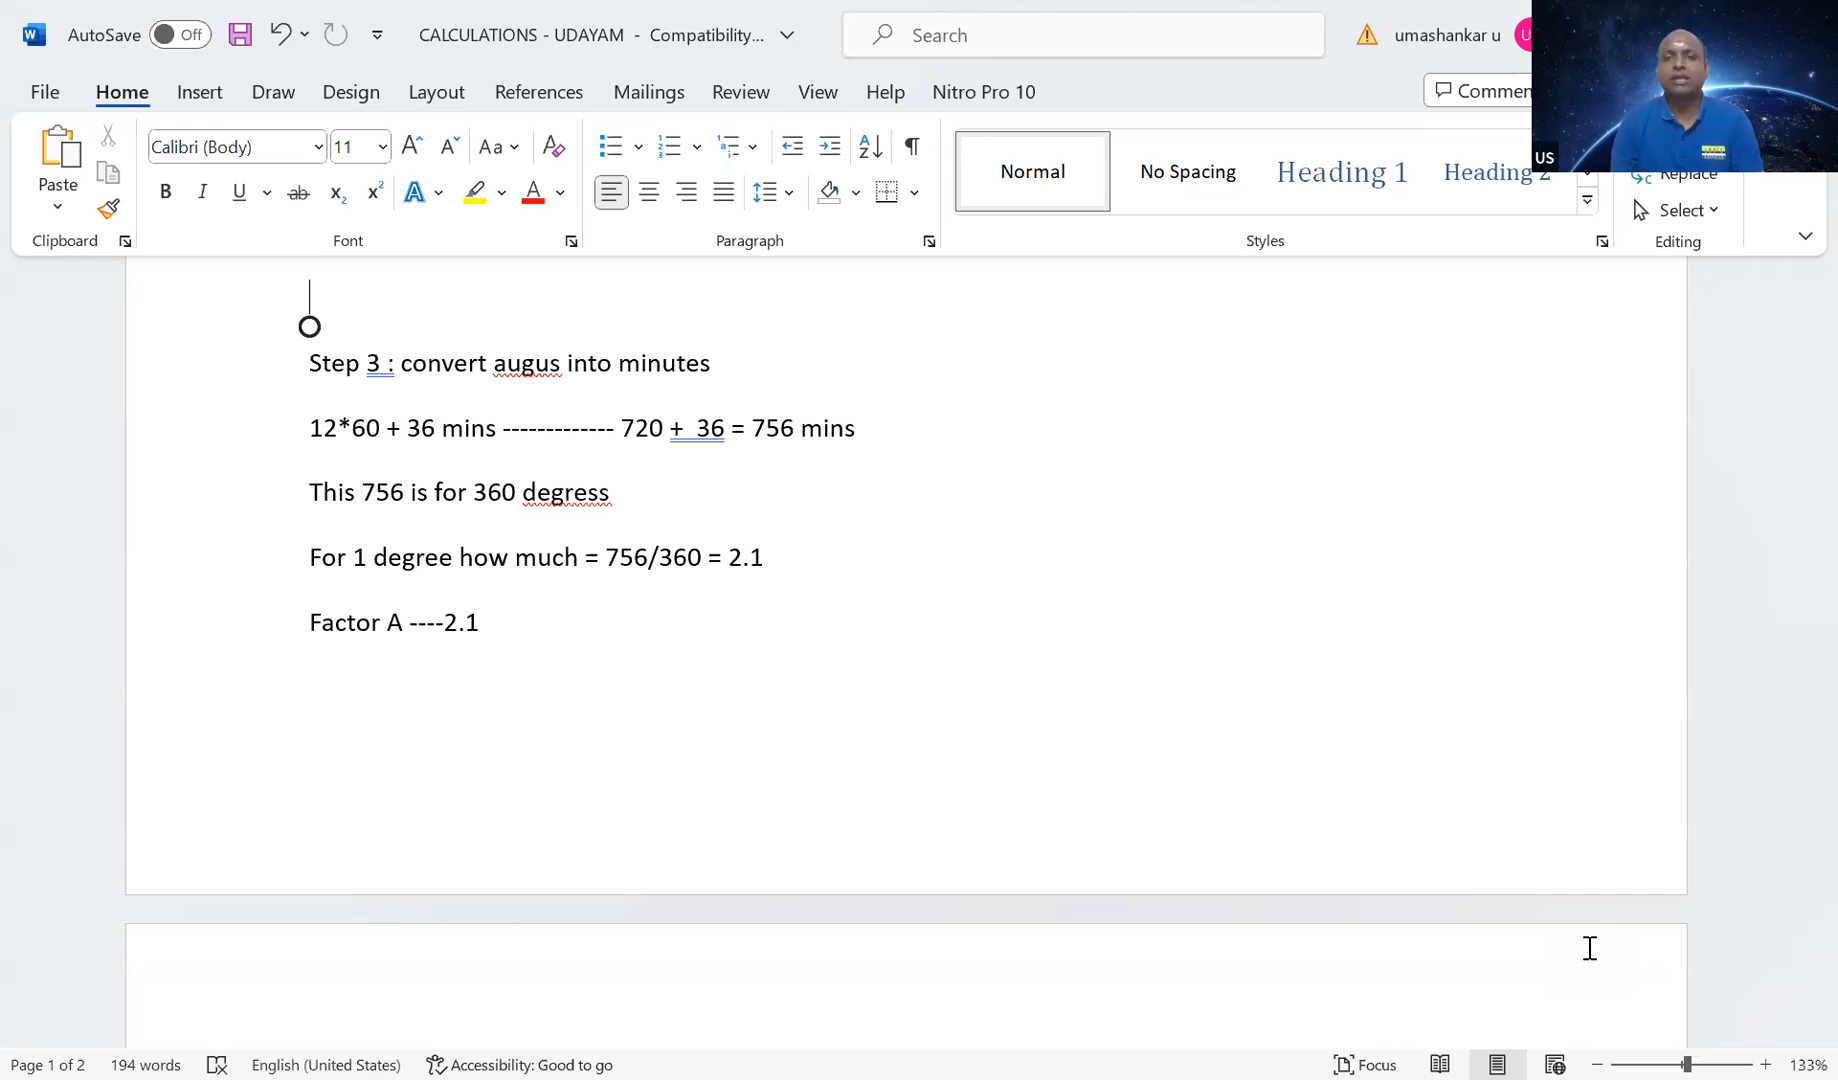 AutoSave Off CALCULATIONS - UDAYAM - Compatibility... Search umashankar u
File Home Insert Draw Design Layout References Mailings Review View Help Nitro Pro 10 Commen
Paste
Calibri (Body) 11
Normal No Spacing Heading 1 Heading 2
Replace
Select
Clipboard Font Paragraph Styles Editing
US
Step 3 : convert augus into minutes
12*60 + 36 mins ------------- 720 + 36 = 756 mins
This 756 is for 360 degress
For 1 degree how much = 756/360 = 2.1
Factor A ----2.1
Page 1 of 2 194 words English (United States) Accessibility: Good to go Focus 133%